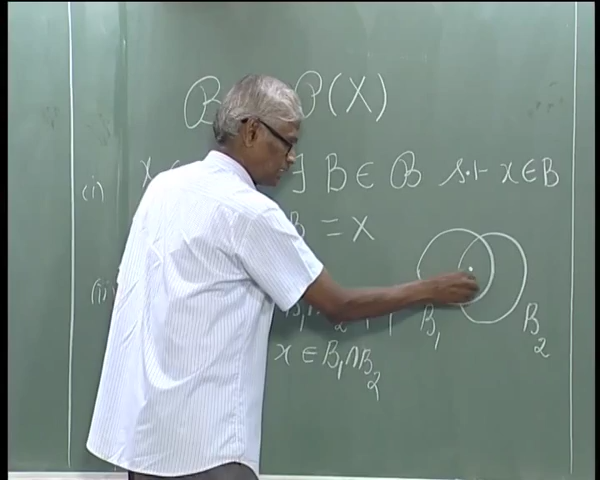 B P(X)
(i) x ∃ B ∈ B s.t x ∈ B
B = X
(ii)
B₁ B₂
x ∈ B₁ ∩ B₂